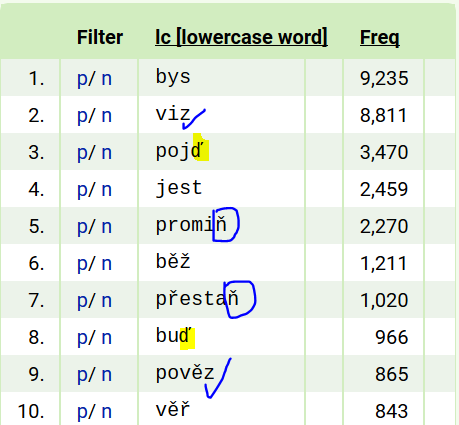 Filter lc [lowercase word] Freq
1. p/ n bys 9,235
2. p/ n viz 8,811
3. p/ n pojď 3,470
4. p/ n jest 2,459
5. p/ n promiň 2,270
6. p/ n běž 1,211
7. p/ n přestaň 1,020
8. p/ n buď 966
9. p/ n pověz 865
10. p/ n věř 843